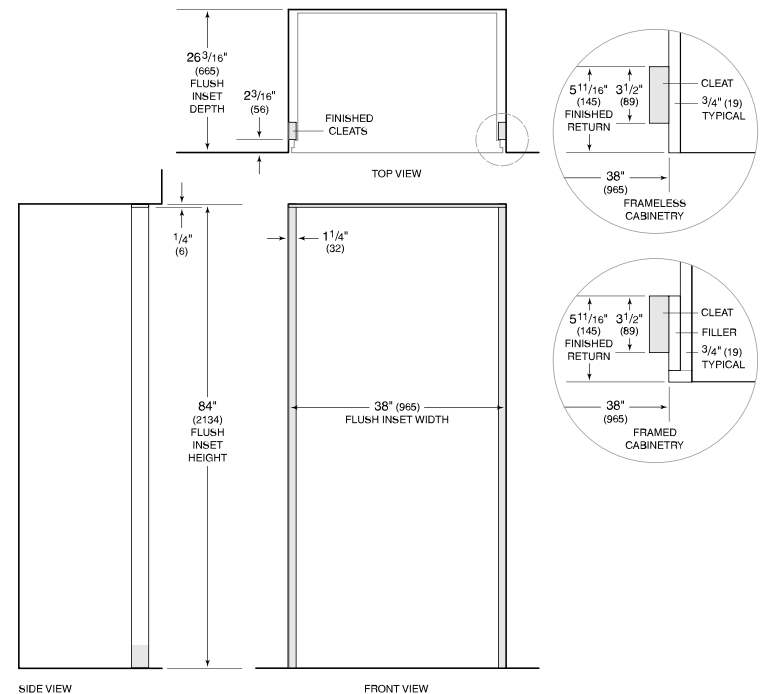 26 3/16"
(665)
FLUSH
INSET
DEPTH
2 3/16"
(56)
FINISHED
CLEATS
TOP VIEW
5 11/16"
(145)
FINISHED
RETURN
3 1/2"
(89)
CLEAT
3/4" (19)
TYPICAL
38"
(965)
FRAMELESS
CABINETRY
1/4"
(6)
1 1/4"
(32)
84"
(2134)
FLUSH
INSET
HEIGHT
38" (965)
FLUSH INSET WIDTH
5 11/16"
(145)
FINISHED
RETURN
3 1/2"
(89)
CLEAT
FILLER
3/4" (19)
TYPICAL
38"
(965)
FRAMED
CABINETRY
SIDE VIEW
FRONT VIEW